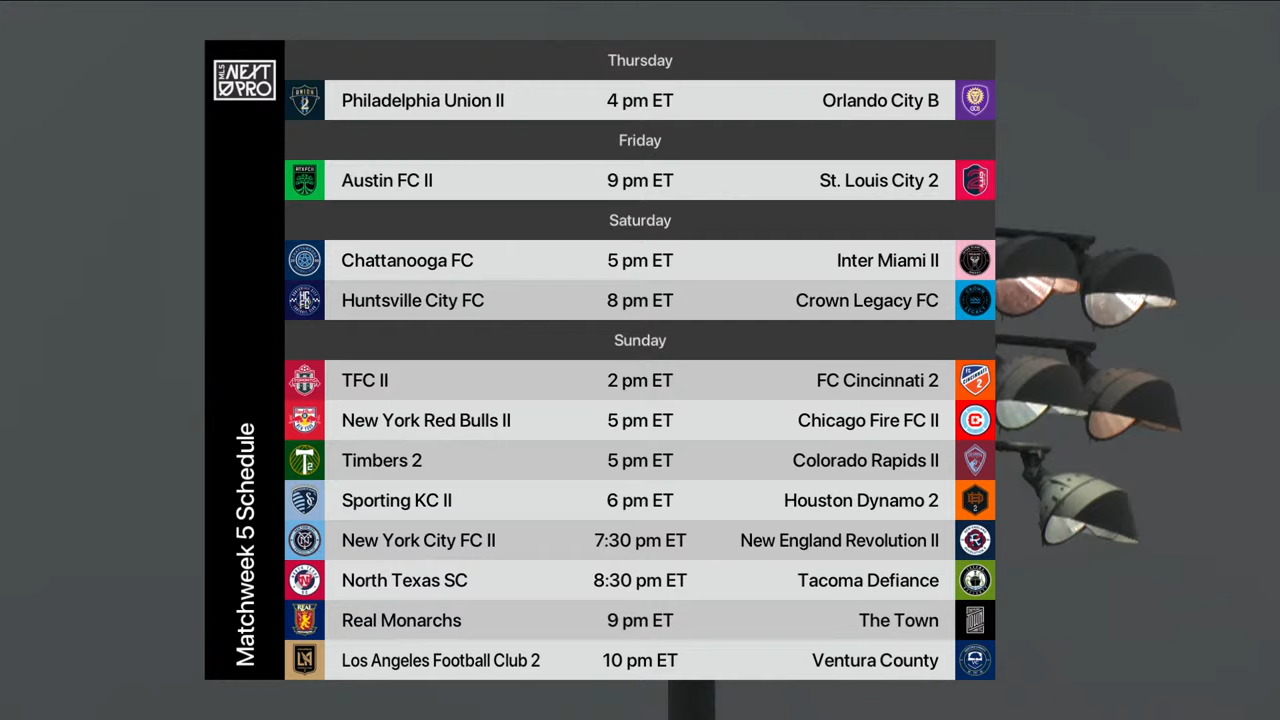 MLS NEXT PRO
Matchweek 5 Schedule
Thursday
Philadelphia Union II 4 pm ET Orlando City B
Friday
Austin FC II 9 pm ET St. Louis City 2
Saturday
Chattanooga FC 5 pm ET Inter Miami II
Huntsville City FC 8 pm ET Crown Legacy FC
Sunday
TFC II 2 pm ET FC Cincinnati 2
New York Red Bulls II 5 pm ET Chicago Fire FC II
Timbers 2 5 pm ET Colorado Rapids II
Sporting KC II 6 pm ET Houston Dynamo 2
New York City FC II 7:30 pm ET New England Revolution II
North Texas SC 8:30 pm ET Tacoma Defiance
Real Monarchs 9 pm ET The Town
Los Angeles Football Club 2 10 pm ET Ventura County